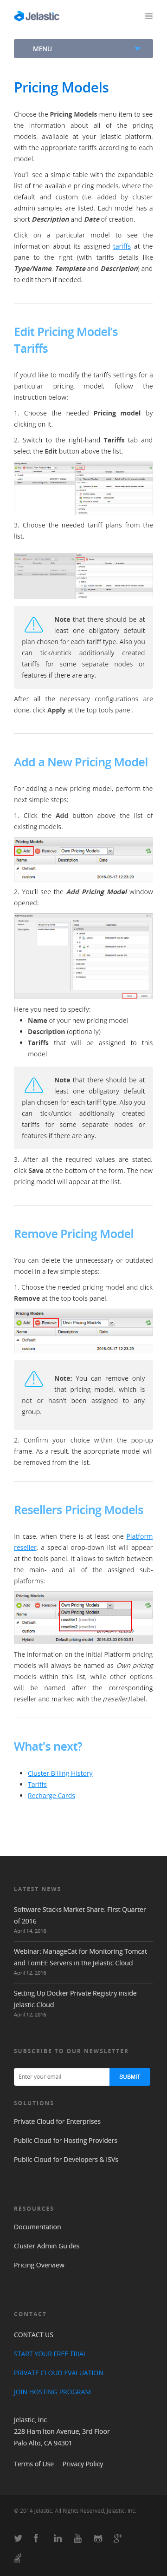 Jelastic
MENU
Pricing Models
Choose the Pricing Models menu item to see
the information about all of the pricing
models, available at your Jelastic platform,
with the appropriate tariffs according to each
model.
You'll see a simple table with the expandable
list of the available pricing models, where the
default and custom (i.e. added by cluster
admin) samples are listed. Each model has a
short Description and Date of creation.
Click on a particular model to see the
information about its assigned tariffs at the
pane to the right (with tariffs details like
Type/Name, Template and Description) and
to edit them if needed.
Edit Pricing Model's
Tariffs
If you'd like to modify the tariffs settings for a
particular pricing model, follow the
instruction below:
1. Choose the needed Pricing model by
clicking on it.
2. Switch to the right-hand Tariffs tab and
select the Edit button above the list.
3. Choose the needed tariff plans from the
list.
Note that there should be at
least one obligatory default
plan chosen for each tariff type. Also you
can tick/untick additionally created
tariffs for some separate nodes or
features if there are any.
After all the necessary configurations are
done, click Apply at the top tools panel.
Add a New Pricing Model
For adding a new pricing model, perform the
next simple steps:
1. Click the Add button above the list of
existing models.
Pricing Models
Add Remove Own Pricing Models
Name Description Date
Default
custom 2016-03-17 12:23:29
2. You'll see the Add Pricing Model window
opened:
Here you need to specify:
Name of your new pricing model
Description (optionally)
Tariffs that will be assigned to this
model
Note that there should be at
least one obligatory default
plan chosen for each tariff type. Also you
can tick/untick additionally created
tariffs for some separate nodes or
features if there are any.
3. After all the required values are stated,
click Save at the bottom of the form. The new
pricing model will appear at the list.
Remove Pricing Model
You can delete the unnecessary or outdated
model in a few simple steps:
1. Choose the needed pricing model and click
Remove at the top tools panel.
Pricing Models
Add Remove Own Pricing Models
Name Description Date
Default
custom 2016-03-17 12:23:29
Note: You can remove only
that pricing model, which is
not or hasn't been assigned to any
group.
2. Confirm your choice within the pop-up
frame. As a result, the appropriate model will
be removed from the list.
Resellers Pricing Models
In case, when there is at least one Platform
reseller, a special drop-down list will appear
at the tools panel. It allows to switch between
the main- and all of the assigned sub-
platforms:
Pricing Models
Add Remove Own Pricing Models
Name Own Pricing Models
Default reseller1 (reseller)
custom reseller2 (reseller)
Hybrid Default pricing model
The information on the initial Platform pricing
models will always be named as Own pricing
models within this list, while other options
will be named after the corresponding
reseller and marked with the (reseller) label.
What's next?
Cluster Billing History
Tariffs
Recharge Cards
LATEST NEWS
Software Stacks Market Share: First Quarter
of 2016
April 14, 2016
Webinar: ManageCat for Monitoring Tomcat
and TomEE Servers in the Jelastic Cloud
April 12, 2016
Setting Up Docker Private Registry inside
Jelastic Cloud
April 12, 2016
SUBSCRIBE TO OUR NEWSLETTER
Enter your email SUBMIT
SOLUTIONS
Private Cloud for Enterprises
Public Cloud for Hosting Providers
Public Cloud for Developers & ISVs
RESOURCES
Documentation
Cluster Admin Guides
Pricing Overview
CONTACT
CONTACT US
START YOUR FREE TRIAL
PRIVATE CLOUD EVALUATION
JOIN HOSTING PROGRAM
Jelastic, Inc.
228 Hamilton Avenue, 3rd Floor
Palo Alto, CA 94301
Terms of Use Privacy Policy
© 2014 Jelastic. All Rights Reserved, Jelastic, Inc.